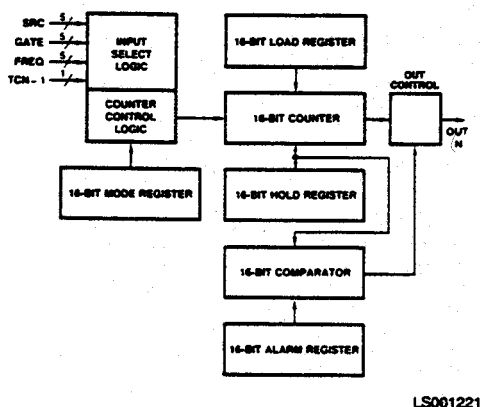 SRC 5
GATE 5
FREQ 5
TCN - 1 1
INPUT
SELECT
LOGIC
COUNTER
CONTROL
LOGIC
16-BIT MODE REGISTER
16-BIT LOAD REGISTER
16-BIT COUNTER
16-BIT HOLD REGISTER
16-BIT COMPARATOR
16-BIT ALARM REGISTER
OUT
CONTROL
OUT
N
LS001221